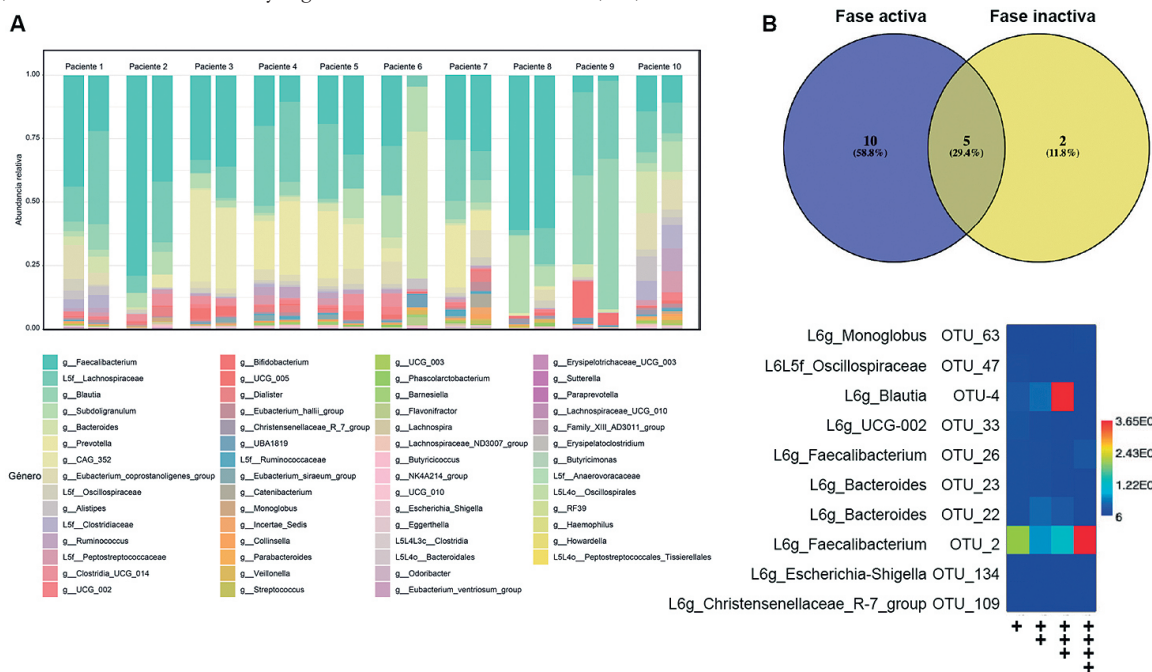 A
Paciente 1 Paciente 2 Paciente 3 Paciente 4 Paciente 5 Paciente 6 Paciente 7 Paciente 8 Paciente 9 Paciente 10
1.00
0.75
0.50
0.25
0.00
Abundancia relativa
Género
g__Faecalibacterium
L5f__Lachnospiraceae
g__Blautia
g__Subdoligranulum
g__Bacteroides
g__Prevotella
g__CAG_352
g__Eubacterium_coprostanoligenes_group
L5f__Oscillospiraceae
g__Alistipes
L5f__Clostridiaceae
g__Ruminococcus
L5f__Peptostreptococcaceae
g__Clostridia_UCG_014
g__UCG_002
g__Bifidobacterium
g__UCG_005
g__Dialister
g__Eubacterium_hallii_group
g__Christensenellaceae_R_7_group
g__UBA1819
L5f__Ruminococcaceae
g__Eubacterium_siraeum_group
g__Catenibacterium
g__Monoglobus
g__Incertae_Sedis
g__Collinsella
g__Parabacteroides
g__Veillonella
g__Streptococcus
g__UCG_003
g__Phascolarctobacterium
g__Barnesiella
g__Flavonifractor
g__Lachnospira
g__Lachnospiraceae_ND3007_group
g__Butyricicoccus
g__NK4A214_group
g__UCG_010
g__Escherichia_Shigella
g__Eggerthella
L5L4L3c__Clostridia
L5L4o__Bacteroidales
g__Odoribacter
g__Eubacterium_ventriosum_group
g__Erysipelotrichaceae_UCG_003
g__Sutterella
g__Paraprevotella
g__Lachnospiraceae_UCG_010
g__Family_XIII_AD3011_group
g__Erysipelatoclostridium
g__Butyricimonas
L5f__Anaerovoracaceae
L5L4o__Oscillospirales
g__RF39
g__Haemophilus
g__Howardella
L5L4o__Peptostreptococcales_Tissierellales
B
Fase activa Fase inactiva
10
(58.8%)
5
(29.4%)
2
(11.8%)
L6g_Monoglobus OTU_63
L6L5f_Oscillospiraceae OTU_47
L6g_Blautia OTU-4
L6g_UCG-002 OTU_33
L6g_Faecalibacterium OTU_26
L6g_Bacteroides OTU_23
L6g_Bacteroides OTU_22
L6g_Faecalibacterium OTU_2
L6g_Escherichia-Shigella OTU_134
L6g_Christensenellaceae_R-7_group OTU_109
3.65E0
2.43E0
1.22E0
6
+ ++ +++ ++++